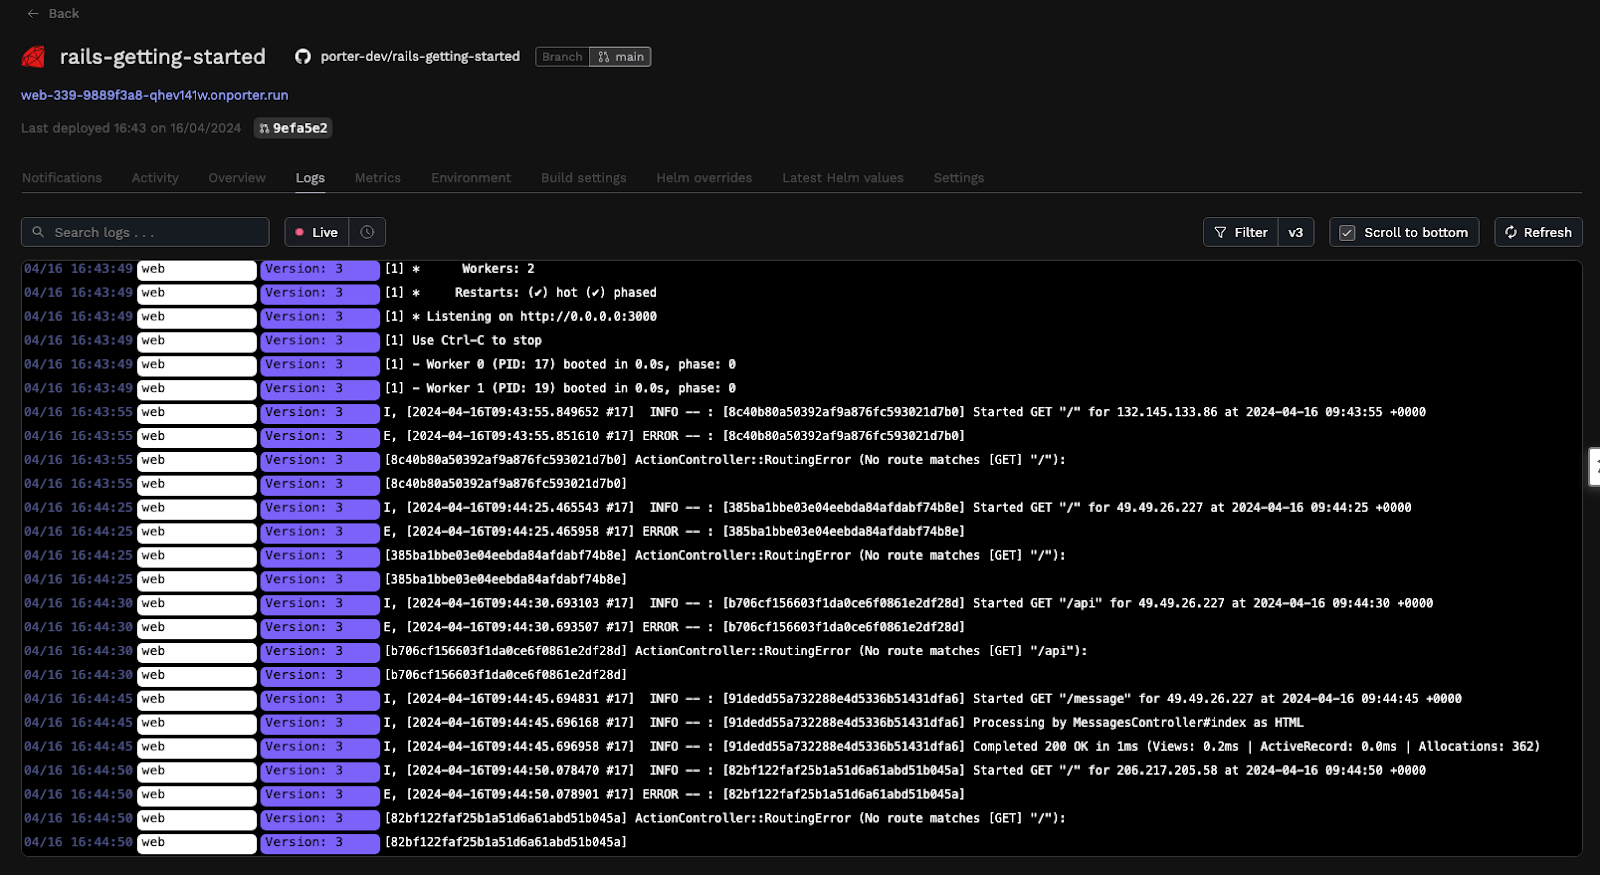 ← Back
rails-getting-started porter-dev/rails-getting-started Branch main
web-339-9889f3a8-qhev141w.onporter.run
Last deployed 16:43 on 16/04/2024 9efa5e2
Notifications Activity Overview Logs Metrics Environment Build settings Helm overrides Latest Helm values Settings
Search logs . . . Live Filter v3 Scroll to bottom Refresh
04/16 16:43:49 web Version: 3 [1] * Workers: 2
04/16 16:43:49 web Version: 3 [1] * Restarts: (✔) hot (✔) phased
04/16 16:43:49 web Version: 3 [1] * Listening on http://0.0.0.0:3000
04/16 16:43:49 web Version: 3 [1] Use Ctrl-C to stop
04/16 16:43:49 web Version: 3 [1] - Worker 0 (PID: 17) booted in 0.0s, phase: 0
04/16 16:43:49 web Version: 3 [1] - Worker 1 (PID: 19) booted in 0.0s, phase: 0
04/16 16:43:55 web Version: 3 I, [2024-04-16T09:43:55.849652 #17] INFO -- : [8c40b80a50392af9a876fc593021d7b0] Started GET "/" for 132.145.133.86 at 2024-04-16 09:43:55 +0000
04/16 16:43:55 web Version: 3 E, [2024-04-16T09:43:55.851610 #17] ERROR -- : [8c40b80a50392af9a876fc593021d7b0]
04/16 16:43:55 web Version: 3 [8c40b80a50392af9a876fc593021d7b0] ActionController::RoutingError (No route matches [GET] "/"):
04/16 16:43:55 web Version: 3 [8c40b80a50392af9a876fc593021d7b0]
04/16 16:44:25 web Version: 3 I, [2024-04-16T09:44:25.465543 #17] INFO -- : [385ba1bbe03e04eebda84afdabf74b8e] Started GET "/" for 49.49.26.227 at 2024-04-16 09:44:25 +0000
04/16 16:44:25 web Version: 3 E, [2024-04-16T09:44:25.465958 #17] ERROR -- : [385ba1bbe03e04eebda84afdabf74b8e]
04/16 16:44:25 web Version: 3 [385ba1bbe03e04eebda84afdabf74b8e] ActionController::RoutingError (No route matches [GET] "/"):
04/16 16:44:25 web Version: 3 [385ba1bbe03e04eebda84afdabf74b8e]
04/16 16:44:30 web Version: 3 I, [2024-04-16T09:44:30.693103 #17] INFO -- : [b706cf156603f1da0ce6f0861e2df28d] Started GET "/api" for 49.49.26.227 at 2024-04-16 09:44:30 +0000
04/16 16:44:30 web Version: 3 E, [2024-04-16T09:44:30.693507 #17] ERROR -- : [b706cf156603f1da0ce6f0861e2df28d]
04/16 16:44:30 web Version: 3 [b706cf156603f1da0ce6f0861e2df28d] ActionController::RoutingError (No route matches [GET] "/api"):
04/16 16:44:30 web Version: 3 [b706cf156603f1da0ce6f0861e2df28d]
04/16 16:44:45 web Version: 3 I, [2024-04-16T09:44:45.694831 #17] INFO -- : [91dedd55a732288e4d5336b51431dfa6] Started GET "/message" for 49.49.26.227 at 2024-04-16 09:44:45 +0000
04/16 16:44:45 web Version: 3 I, [2024-04-16T09:44:45.696168 #17] INFO -- : [91dedd55a732288e4d5336b51431dfa6] Processing by MessagesController#index as HTML
04/16 16:44:45 web Version: 3 I, [2024-04-16T09:44:45.696958 #17] INFO -- : [91dedd55a732288e4d5336b51431dfa6] Completed 200 OK in 1ms (Views: 0.2ms | ActiveRecord: 0.0ms | Allocations: 362)
04/16 16:44:50 web Version: 3 I, [2024-04-16T09:44:50.078470 #17] INFO -- : [82bf122faf25b1a51d6a61abd51b045a] Started GET "/" for 206.217.205.58 at 2024-04-16 09:44:50 +0000
04/16 16:44:50 web Version: 3 E, [2024-04-16T09:44:50.078901 #17] ERROR -- : [82bf122faf25b1a51d6a61abd51b045a]
04/16 16:44:50 web Version: 3 [82bf122faf25b1a51d6a61abd51b045a] ActionController::RoutingError (No route matches [GET] "/"):
04/16 16:44:50 web Version: 3 [82bf122faf25b1a51d6a61abd51b045a]